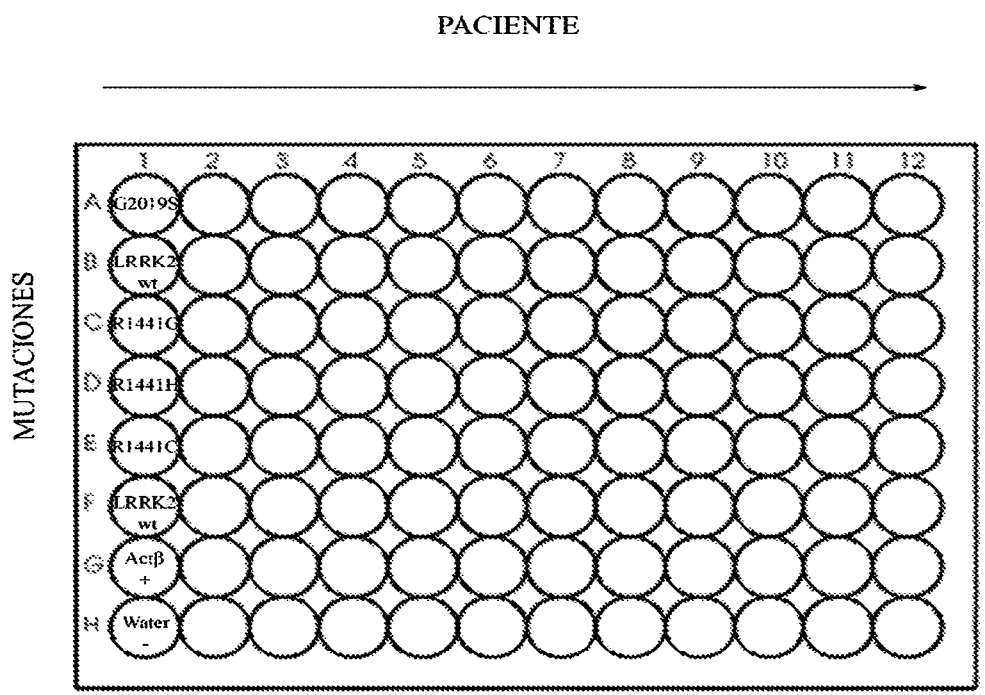 PACIENTE
MUTACIONES
1 2 3 4 5 6 7 8 9 10 11 12
A G2019S
B LRRK2
wt
C R1441G
D R1441H
E R1441C
F LRRK2
wt
G Actβ
+
H Water
-